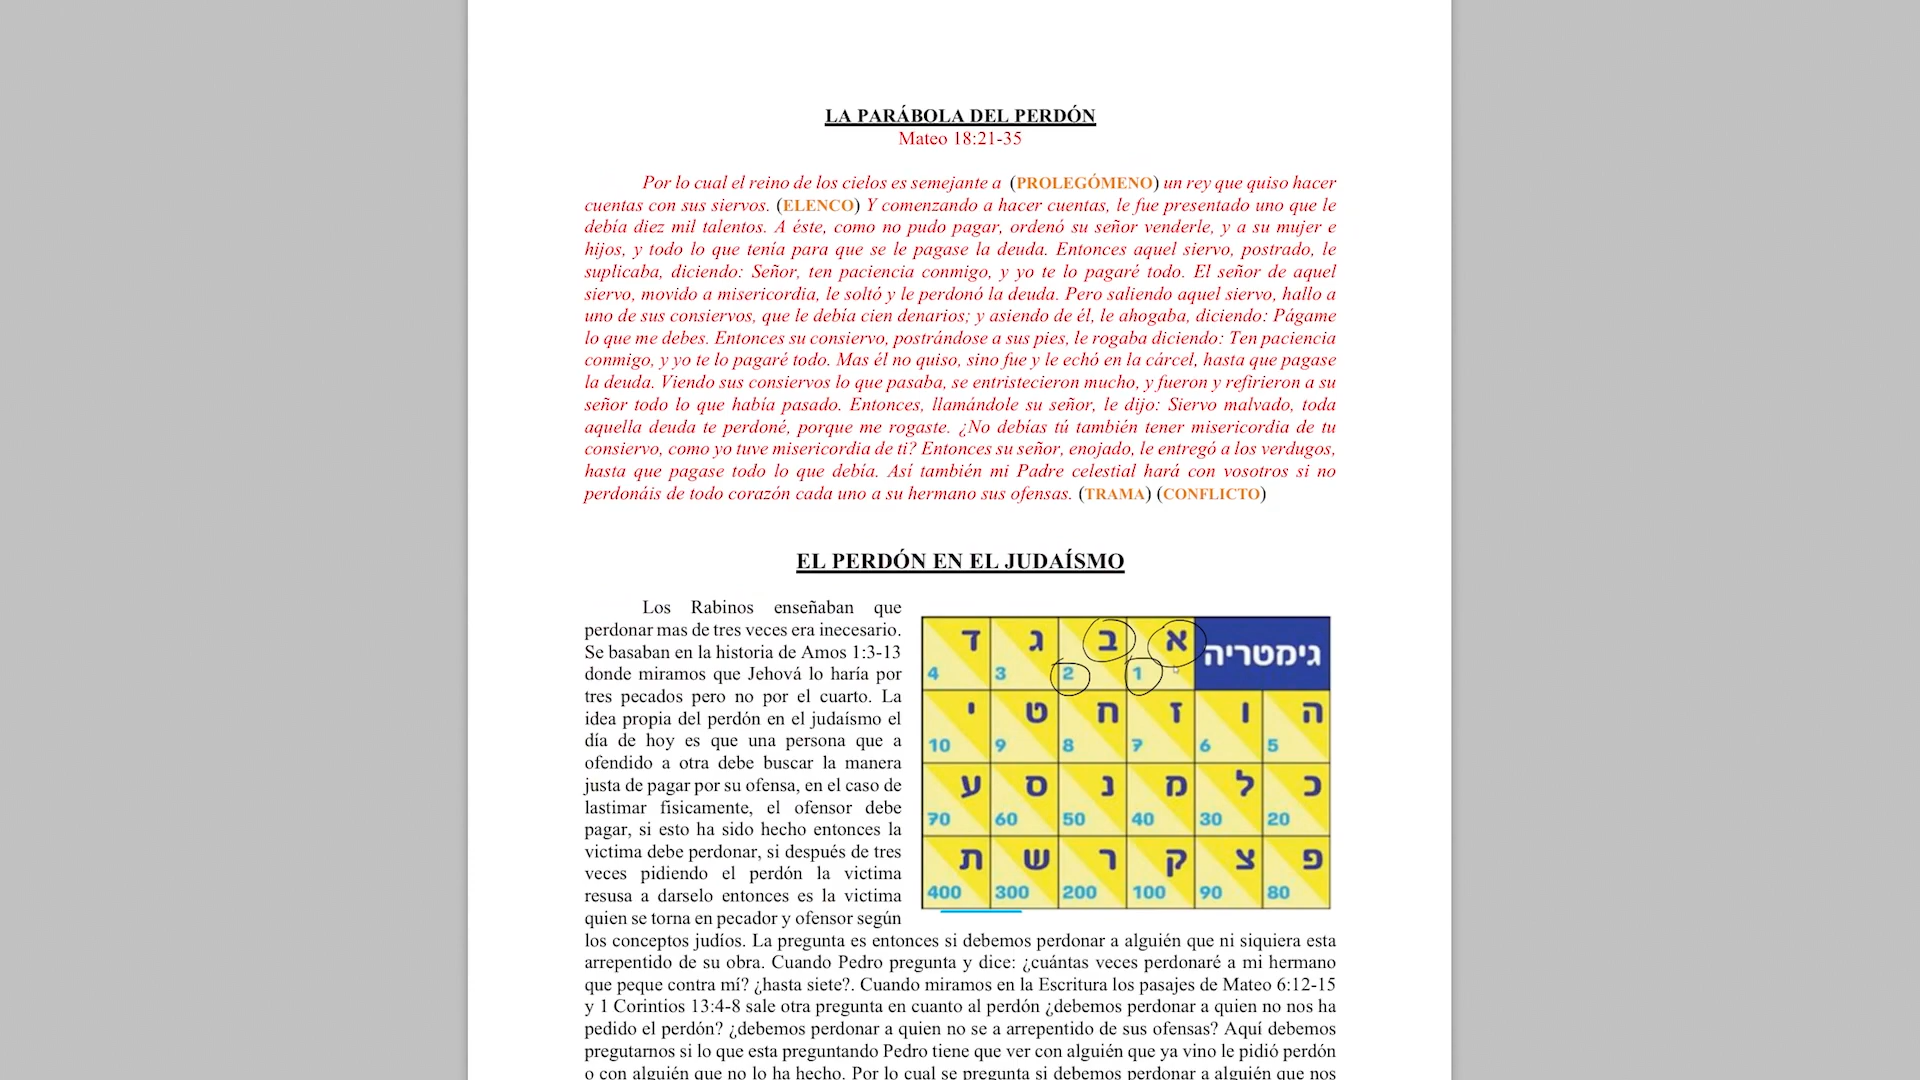 LA PARÁBOLA DEL PERDÓN
Mateo 18:21-35
Por lo cual el reino de los cielos es semejante a (PROLEGÓMENO) un rey que quiso hacer
cuentas con sus siervos. (ELENCO) Y comenzando a hacer cuentas, le fue presentado uno que le
debía diez mil talentos. A éste, como no pudo pagar, ordenó su señor venderle, y a su mujer e
hijos, y todo lo que tenía para que se le pagase la deuda. Entonces aquel siervo, postrado, le
suplicaba, diciendo: Señor, ten paciencia conmigo, y yo te lo pagaré todo. El señor de aquel
siervo, movido a misericordia, le soltó y le perdonó la deuda. Pero saliendo aquel siervo, hallo a
uno de sus consiervos, que le debía cien denarios; y asiendo de él, le ahogaba, diciendo: Págame
lo que me debes. Entonces su consiervo, postrándose a sus pies, le rogaba diciendo: Ten paciencia
conmigo, y yo te lo pagaré todo. Mas él no quiso, sino fue y le echó en la cárcel, hasta que pagase
la deuda. Viendo sus consiervos lo que pasaba, se entristecieron mucho, y fueron y refirieron a su
señor todo lo que había pasado. Entonces, llamándole su señor, le dijo: Siervo malvado, toda
aquella deuda te perdoné, porque me rogaste. ¿No debías tú también tener misericordia de tu
consiervo, como yo tuve misericordia de ti? Entonces su señor, enojado, le entregó a los verdugos,
hasta que pagase todo lo que debía. Así también mi Padre celestial hará con vosotros si no
perdonáis de todo corazón cada uno a su hermano sus ofensas. (TRAMA) (CONFLICTO)
EL PERDÓN EN EL JUDAÍSMO
Los Rabinos enseñaban que
perdonar mas de tres veces era inecesario.
Se basaban en la historia de Amos 1:3-13
donde miramos que Jehová lo haría por
tres pecados pero no por el cuarto. La
idea propia del perdón en el judaísmo el
día de hoy es que una persona que a
ofendido a otra debe buscar la manera
justa de pagar por su ofensa, en el caso de
lastimar fisicamente, el ofensor debe
pagar, si esto ha sido hecho entonces la
victima debe perdonar, si después de tres
veces pidiendo el perdón la victima
resusa a darselo entonces es la victima
quien se torna en pecador y ofensor según
los conceptos judíos. La pregunta es entonces si debemos perdonar a alguién que ni siquiera esta
arrepentido de su obra. Cuando Pedro pregunta y dice: ¿cuántas veces perdonaré a mi hermano
que peque contra mí? ¿hasta siete?. Cuando miramos en la Escritura los pasajes de Mateo 6:12-15
y 1 Corintios 13:4-8 sale otra pregunta en cuanto al perdón ¿debemos perdonar a quien no nos ha
pedido el perdón? ¿debemos perdonar a quien no se a arrepentido de sus ofensas? Aquí debemos
pregutarnos si lo que esta preguntando Pedro tiene que ver con alguién que ya vino le pidió perdón
o con alguién que no lo ha hecho. Por lo cual se pregunta si debemos perdonar a alguién que nos
גימטריה
א ב ג ד
1 2 3 4
ה ו ז ח ט י
5 6 7 8 9 10
כ ל מ נ ס ע
20 30 40 50 60 70
פ צ ק ר ש ת
80 90 100 200 300 400